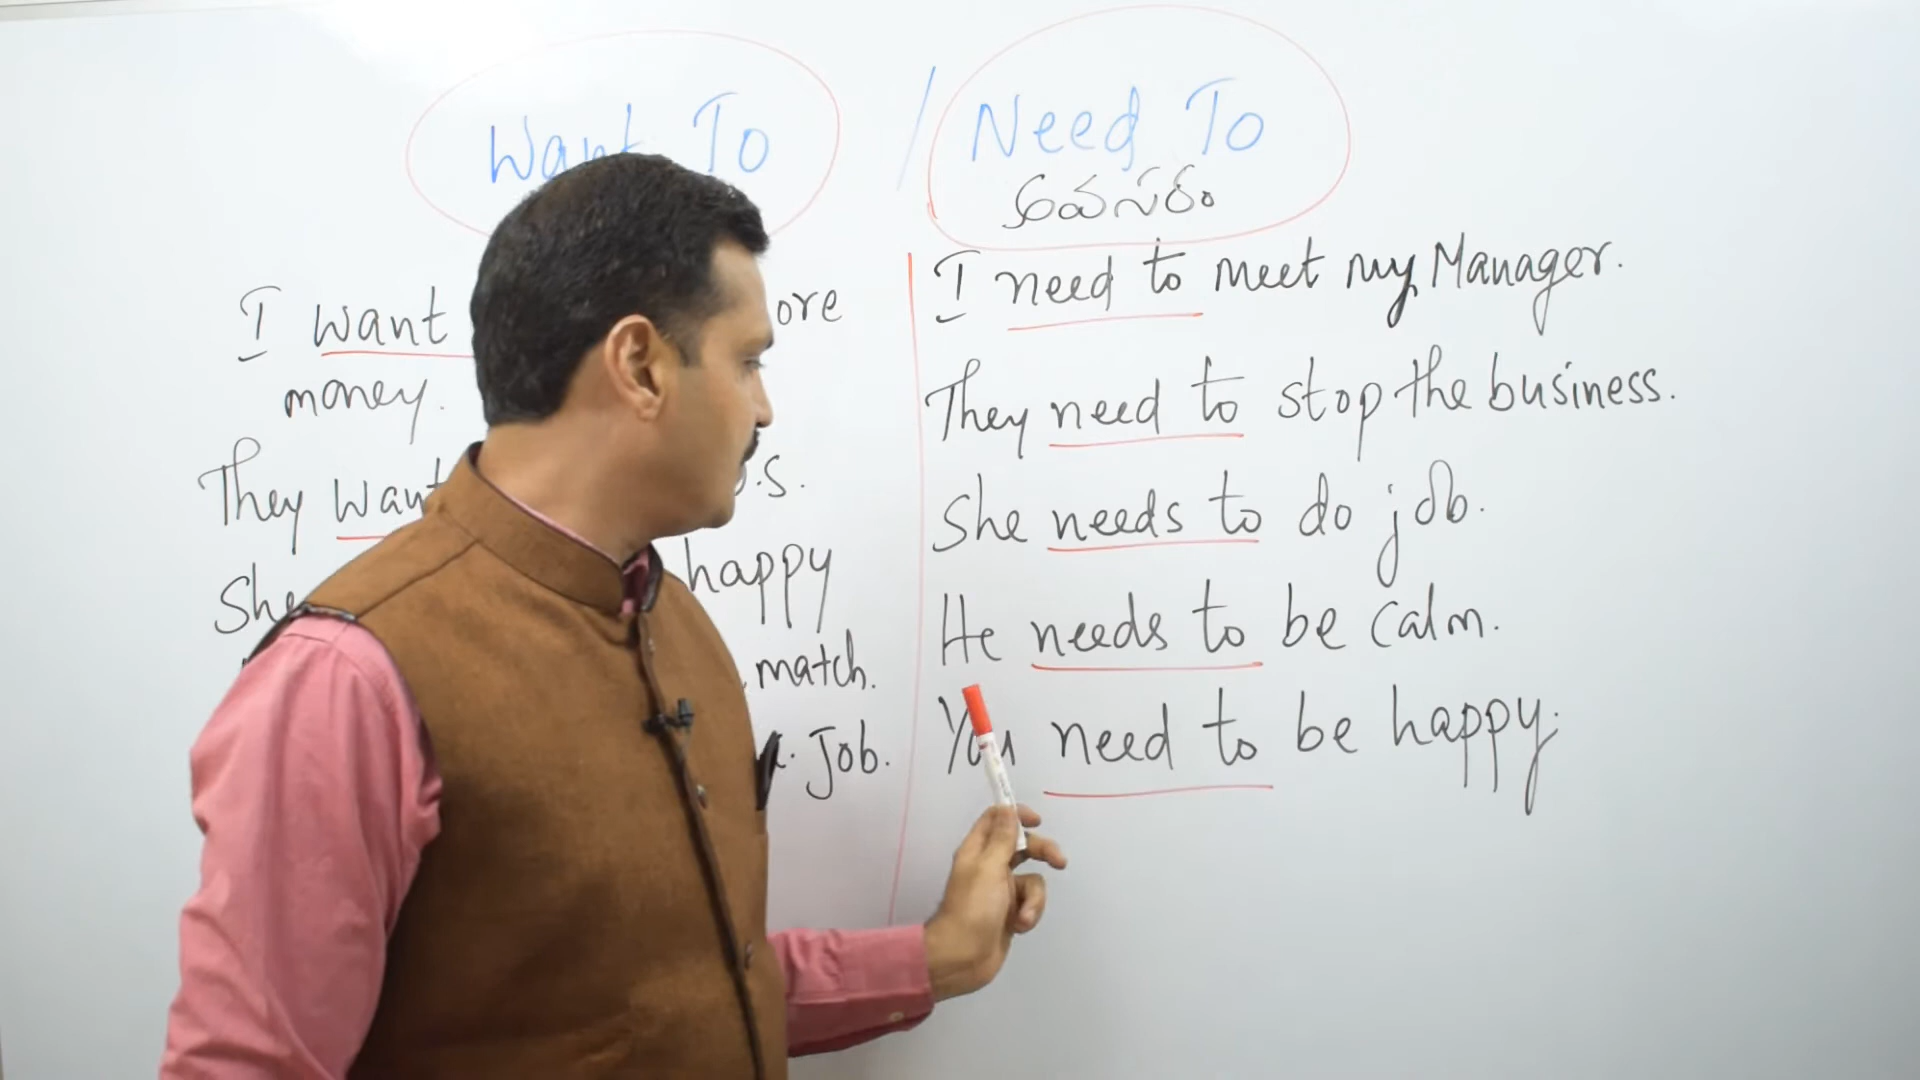 Want To / Need To
అవసరం
I want ore
money.
They want .S.
She happy
match.
Job.
I need to meet my Manager.
They need to stop the business.
She needs to do job.
He needs to be calm.
You need to be happy.